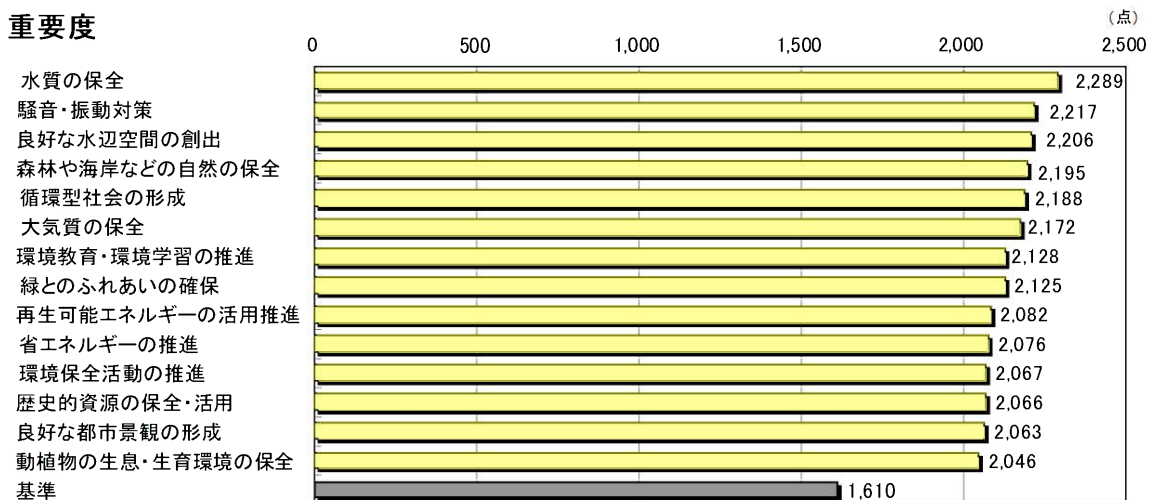 重要度
（点）
0 500 1,000 1,500 2,000 2,500
水質の保全 2,289
騒音・振動対策 2,217
良好な水辺空間の創出 2,206
森林や海岸などの自然の保全 2,195
循環型社会の形成 2,188
大気質の保全 2,172
環境教育・環境学習の推進 2,128
緑とのふれあいの確保 2,125
再生可能エネルギーの活用推進 2,082
省エネルギーの推進 2,076
環境保全活動の推進 2,067
歴史的資源の保全・活用 2,066
良好な都市景観の形成 2,063
動植物の生息・生育環境の保全 2,046
基準 1,610